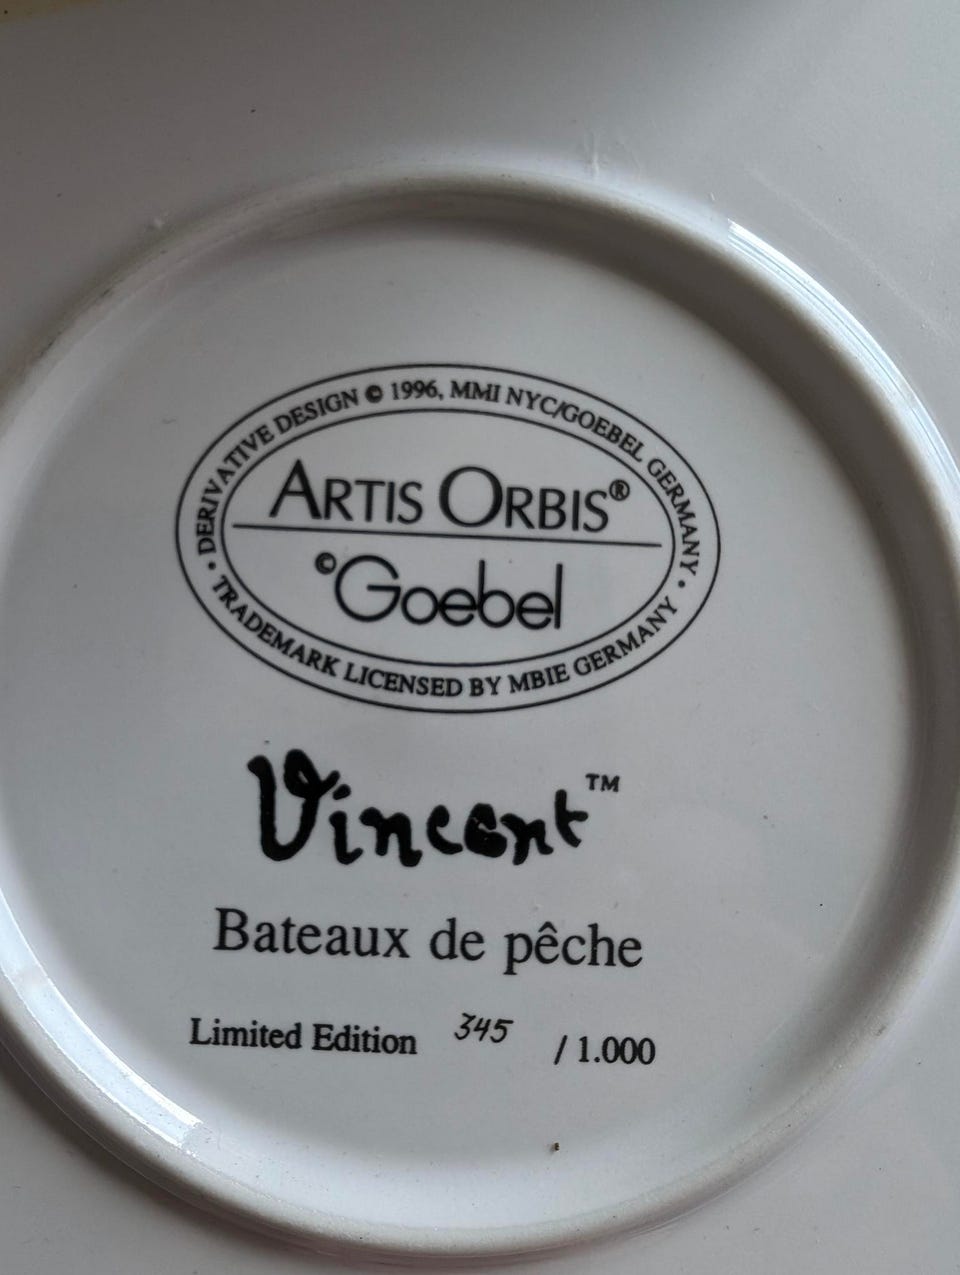 • DERIVATIVE DESIGN © 1996, MMI NYC/GOEBEL GERMANY •
ARTIS ORBIS®
©Goebel
TRADEMARK LICENSED BY MBIE GERMANY
Vincent™
Bateaux de pêche
Limited Edition 345 / 1.000